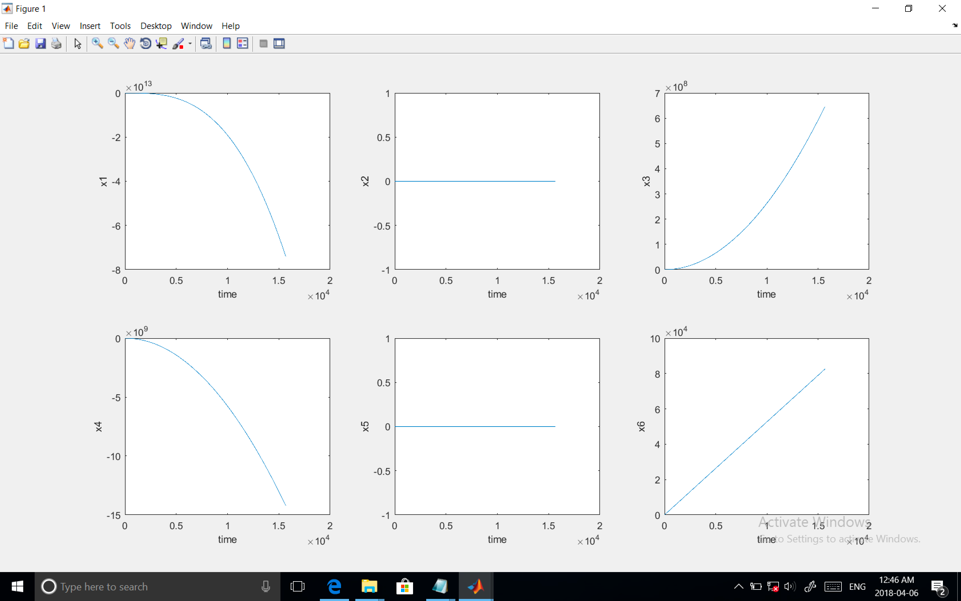 Figure 1
File Edit View Insert Tools Desktop Window Help
×10^13
0
-2
-4
-6
-8
x1
0 0.5 1 1.5 2
time
×10^4
1
0.5
0
-0.5
-1
x2
0 0.5 1 1.5 2
time
×10^4
×10^8
7
6
5
4
3
2
1
0
x3
0 0.5 1 1.5 2
time
×10^4
×10^9
0
-5
-10
-15
x4
0 0.5 1 1.5 2
time
×10^4
1
0.5
0
-0.5
-1
x5
0 0.5 1 1.5 2
time
×10^4
×10^4
10
8
6
4
2
0
x6
0 0.5 1 1.5 2
time
×10^4
Activate Windows
to Settings to activate Windows.
Type here to search
ENG
12:46 AM
2018-04-06
2